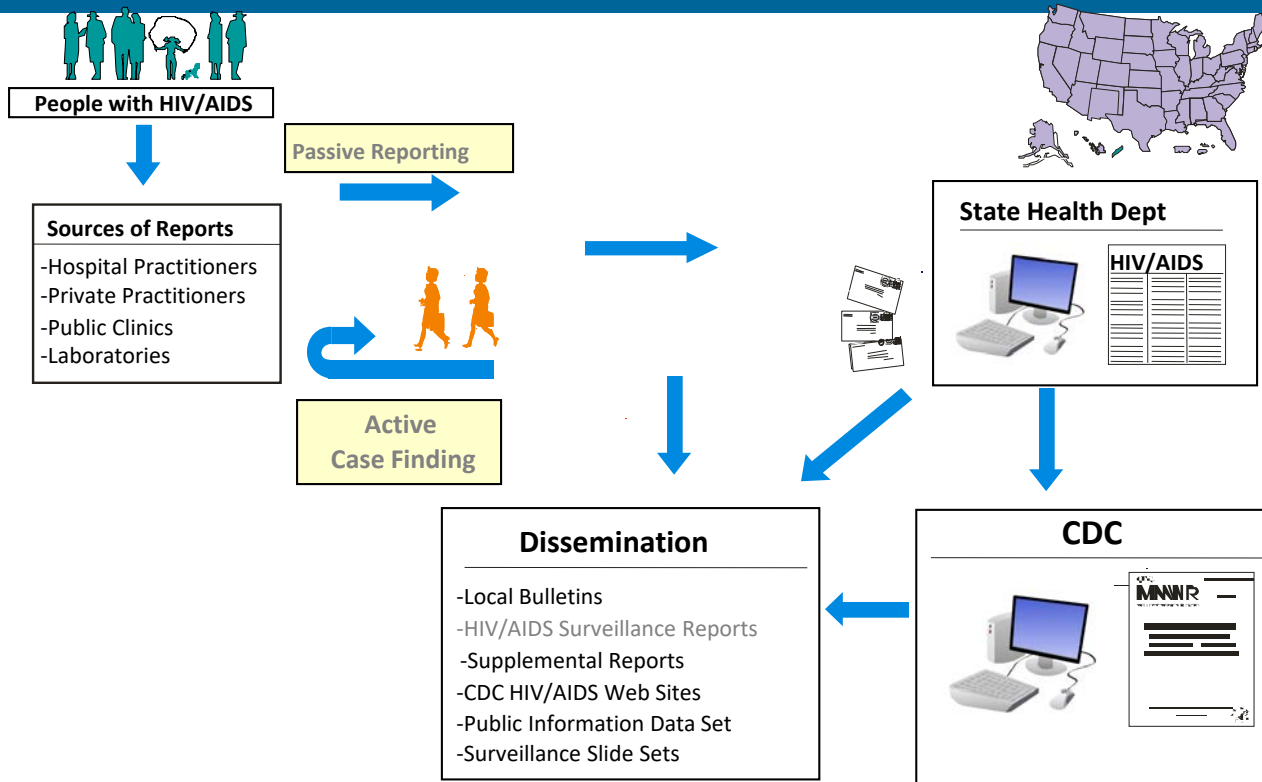 People with HIV/AIDS
Passive Reporting
Sources of Reports
-Hospital Practitioners
-Private Practitioners
-Public Clinics
-Laboratories
Active
Case Finding
State Health Dept
HIV/AIDS
Dissemination
-Local Bulletins
-HIV/AIDS Surveillance Reports
-Supplemental Reports
-CDC HIV/AIDS Web Sites
-Public Information Data Set
-Surveillance Slide Sets
CDC